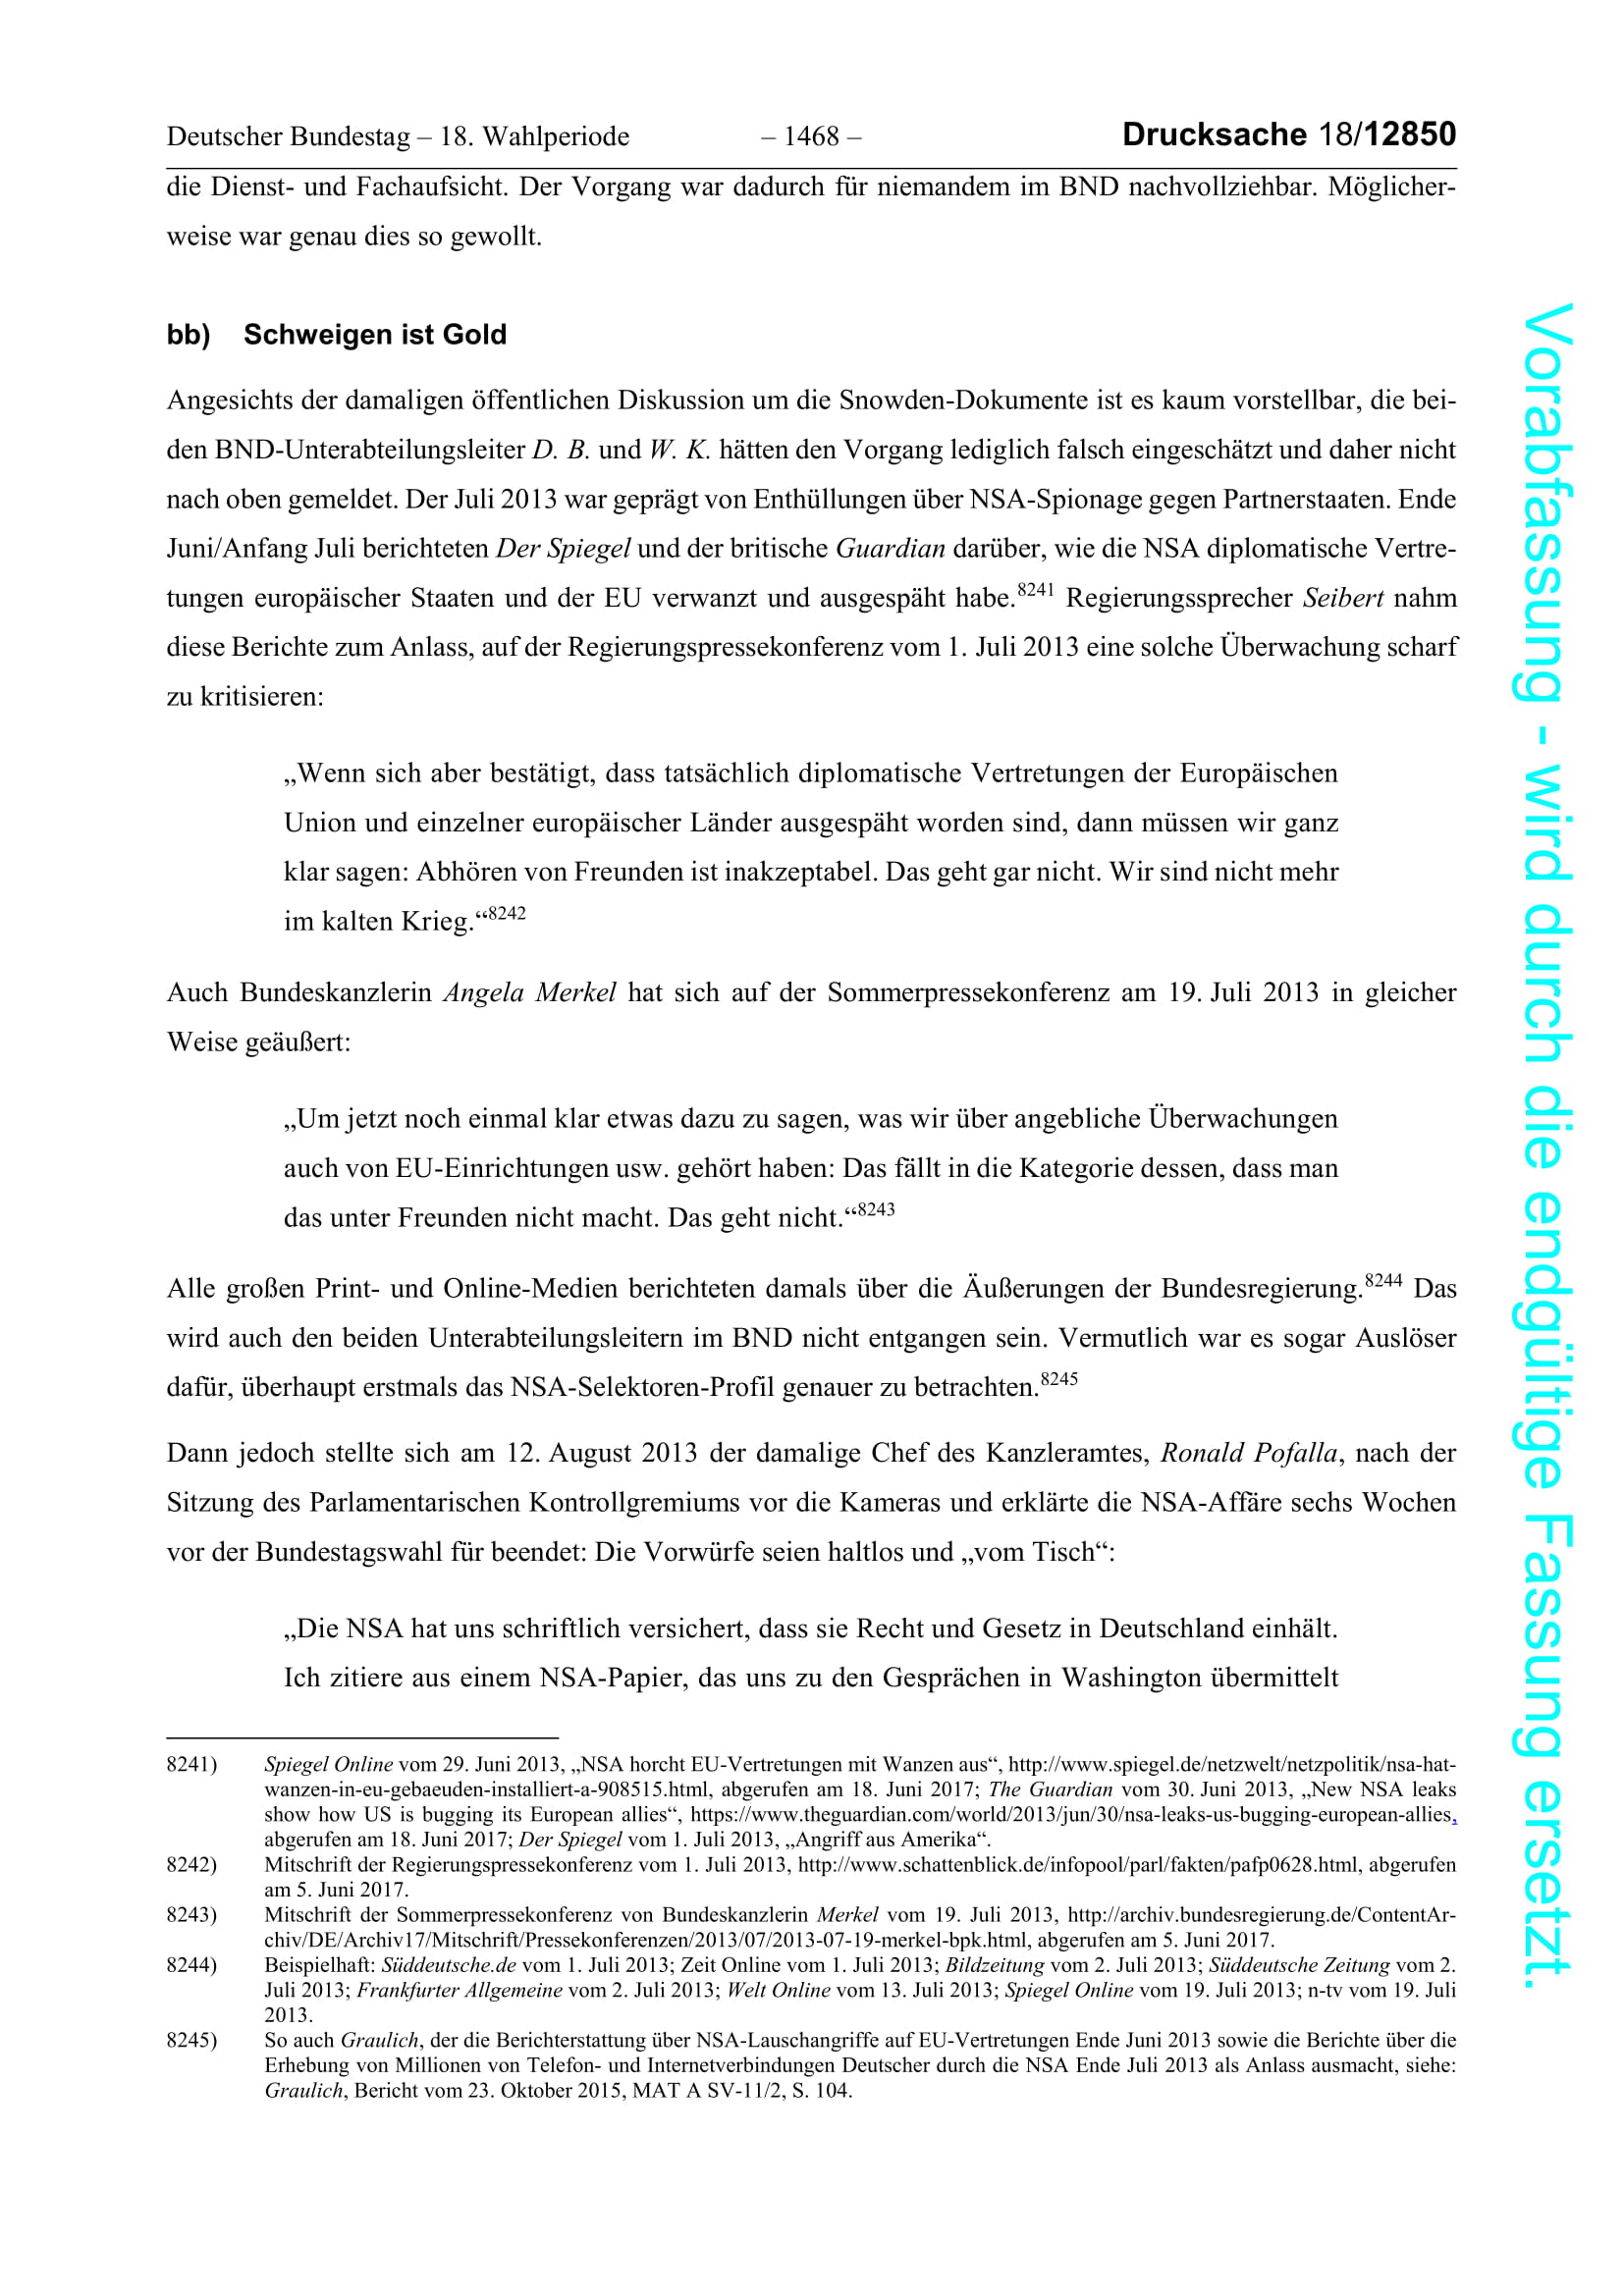 Deutscher Bundestag – 18. Wahlperiode – 1468 – Drucksache 18/12850
die Dienst- und Fachaufsicht. Der Vorgang war dadurch für niemandem im BND nachvollziehbar. Möglicher-
weise war genau dies so gewollt.
bb) Schweigen ist Gold
Angesichts der damaligen öffentlichen Diskussion um die Snowden-Dokumente ist es kaum vorstellbar, die bei-
den BND-Unterabteilungsleiter D. B. und W. K. hätten den Vorgang lediglich falsch eingeschätzt und daher nicht
nach oben gemeldet. Der Juli 2013 war geprägt von Enthüllungen über NSA-Spionage gegen Partnerstaaten. Ende
Juni/Anfang Juli berichteten Der Spiegel und der britische Guardian darüber, wie die NSA diplomatische Vertre-
tungen europäischer Staaten und der EU verwanzt und ausgespäht habe.8241 Regierungssprecher Seibert nahm
diese Berichte zum Anlass, auf der Regierungspressekonferenz vom 1. Juli 2013 eine solche Überwachung scharf
zu kritisieren:
„Wenn sich aber bestätigt, dass tatsächlich diplomatische Vertretungen der Europäischen
Union und einzelner europäischer Länder ausgespäht worden sind, dann müssen wir ganz
klar sagen: Abhören von Freunden ist inakzeptabel. Das geht gar nicht. Wir sind nicht mehr
im kalten Krieg.“8242
Auch Bundeskanzlerin Angela Merkel hat sich auf der Sommerpressekonferenz am 19. Juli 2013 in gleicher
Weise geäußert:
„Um jetzt noch einmal klar etwas dazu zu sagen, was wir über angebliche Überwachungen
auch von EU-Einrichtungen usw. gehört haben: Das fällt in die Kategorie dessen, dass man
das unter Freunden nicht macht. Das geht nicht.“8243
Alle großen Print- und Online-Medien berichteten damals über die Äußerungen der Bundesregierung.8244 Das
wird auch den beiden Unterabteilungsleitern im BND nicht entgangen sein. Vermutlich war es sogar Auslöser
dafür, überhaupt erstmals das NSA-Selektoren-Profil genauer zu betrachten.8245
Dann jedoch stellte sich am 12. August 2013 der damalige Chef des Kanzleramtes, Ronald Pofalla, nach der
Sitzung des Parlamentarischen Kontrollgremiums vor die Kameras und erklärte die NSA-Affäre sechs Wochen
vor der Bundestagswahl für beendet: Die Vorwürfe seien haltlos und „vom Tisch“:
„Die NSA hat uns schriftlich versichert, dass sie Recht und Gesetz in Deutschland einhält.
Ich zitiere aus einem NSA-Papier, das uns zu den Gesprächen in Washington übermittelt
8241) Spiegel Online vom 29. Juni 2013, „NSA horcht EU-Vertretungen mit Wanzen aus“, http://www.spiegel.de/netzwelt/netzpolitik/nsa-hat-
wanzen-in-eu-gebaeuden-installiert-a-908515.html, abgerufen am 18. Juni 2017; The Guardian vom 30. Juni 2013, „New NSA leaks
show how US is bugging its European allies“, https://www.theguardian.com/world/2013/jun/30/nsa-leaks-us-bugging-european-allies,
abgerufen am 18. Juni 2017; Der Spiegel vom 1. Juli 2013, „Angriff aus Amerika“.
8242) Mitschrift der Regierungspressekonferenz vom 1. Juli 2013, http://www.schattenblick.de/infopool/parl/fakten/pafp0628.html, abgerufen
am 5. Juni 2017.
8243) Mitschrift der Sommerpressekonferenz von Bundeskanzlerin Merkel vom 19. Juli 2013, http://archiv.bundesregierung.de/ContentAr-
chiv/DE/Archiv17/Mitschrift/Pressekonferenzen/2013/07/2013-07-19-merkel-bpk.html, abgerufen am 5. Juni 2017.
8244) Beispielhaft: Süddeutsche.de vom 1. Juli 2013; Zeit Online vom 1. Juli 2013; Bildzeitung vom 2. Juli 2013; Süddeutsche Zeitung vom 2.
Juli 2013; Frankfurter Allgemeine vom 2. Juli 2013; Welt Online vom 13. Juli 2013; Spiegel Online vom 19. Juli 2013; n-tv vom 19. Juli
2013.
8245) So auch Graulich, der die Berichterstattung über NSA-Lauschangriffe auf EU-Vertretungen Ende Juni 2013 sowie die Berichte über die
Erhebung von Millionen von Telefon- und Internetverbindungen Deutscher durch die NSA Ende Juli 2013 als Anlass ausmacht, siehe:
Graulich, Bericht vom 23. Oktober 2015, MAT A SV-11/2, S. 104.
Vorabfassung - wird durch die endgültige Fassung ersetzt.